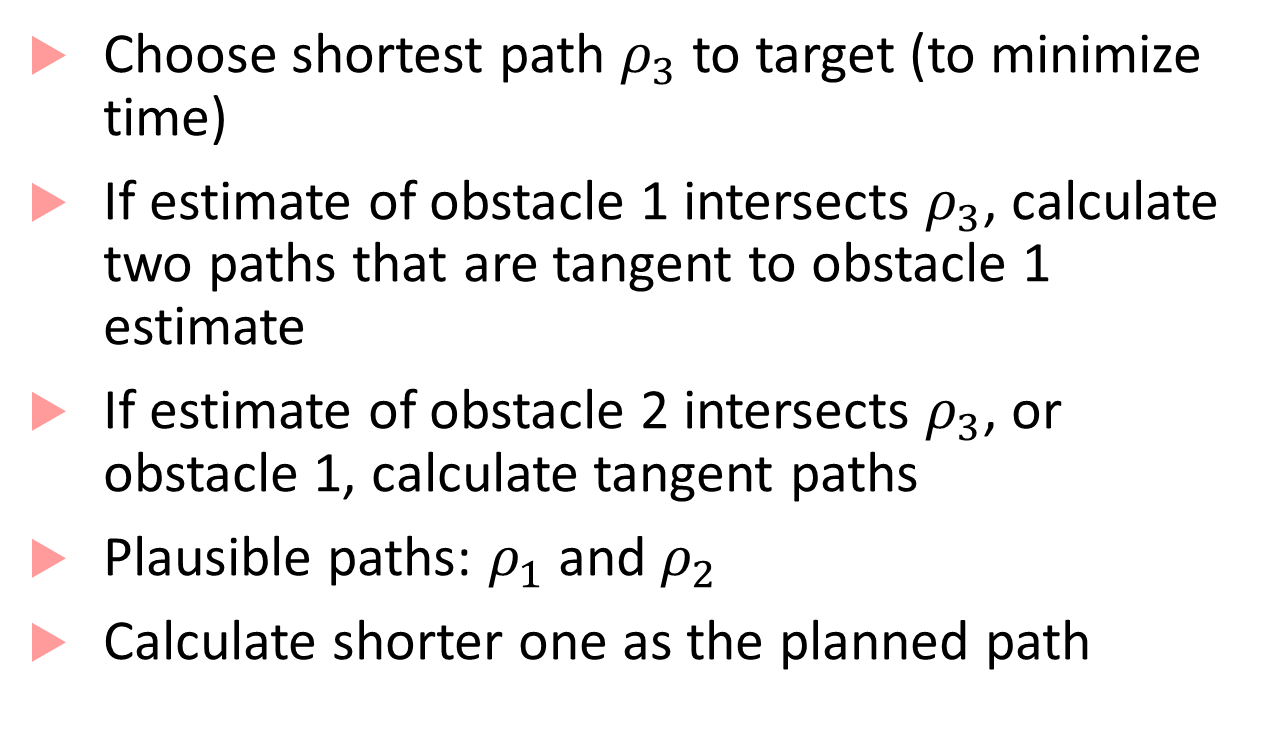 Choose shortest path ρ₃ to target (to minimize
time)
If estimate of obstacle 1 intersects ρ₃, calculate
two paths that are tangent to obstacle 1
estimate
If estimate of obstacle 2 intersects ρ₃, or
obstacle 1, calculate tangent paths
Plausible paths: ρ₁ and ρ₂
Calculate shorter one as the planned path